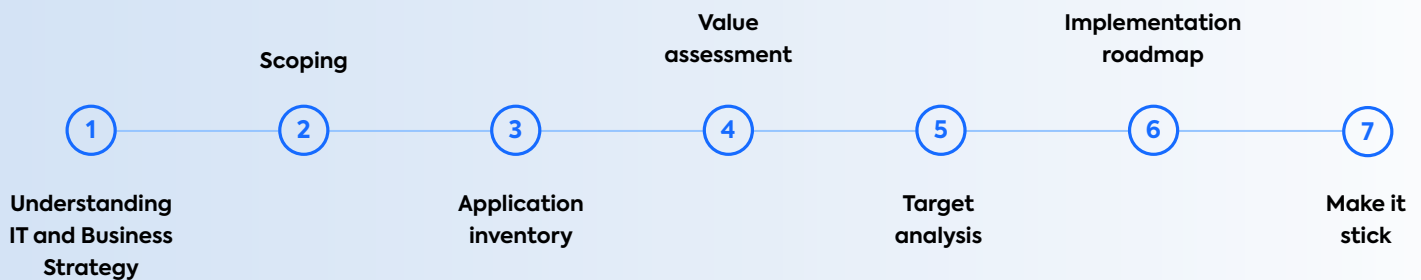 1
Understanding
IT and Business
Strategy
2
Scoping
3
Application
inventory
4
Value
assessment
5
Target
analysis
6
Implementation
roadmap
7
Make it
stick